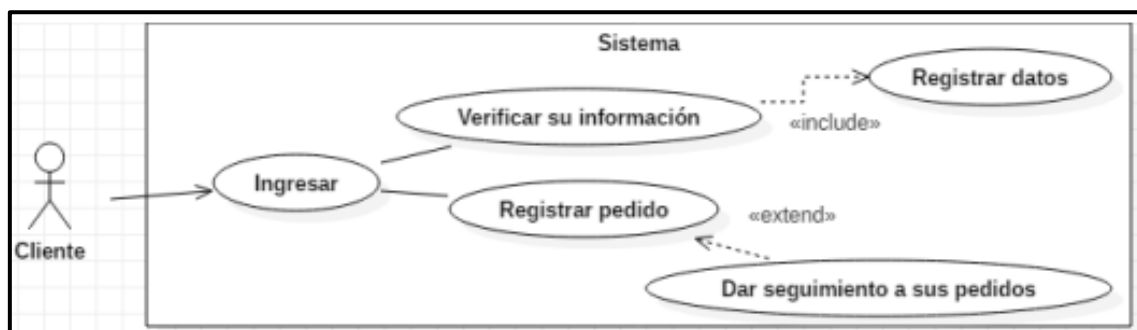 Sistema
Registrar datos
Verificar su información
«include»
Ingresar
Registrar pedido
«extend»
Cliente
Dar seguimiento a sus pedidos